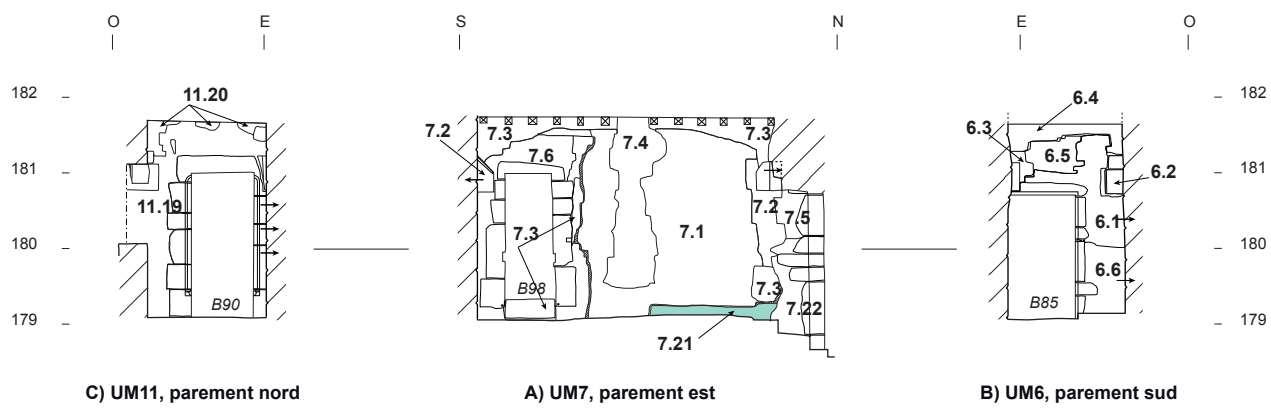 O E S N E O
182 182
11.20 6.4
7.2 7.3 7.4 7.3 6.3
7.6 6.5
181 181
6.2
11.19 7.2 7.5
7.1 6.1
7.3
180 180
6.6
B90 B98 7.3 B85
7.22
179 179
7.21
C) UM11, parement nord A) UM7, parement est B) UM6, parement sud